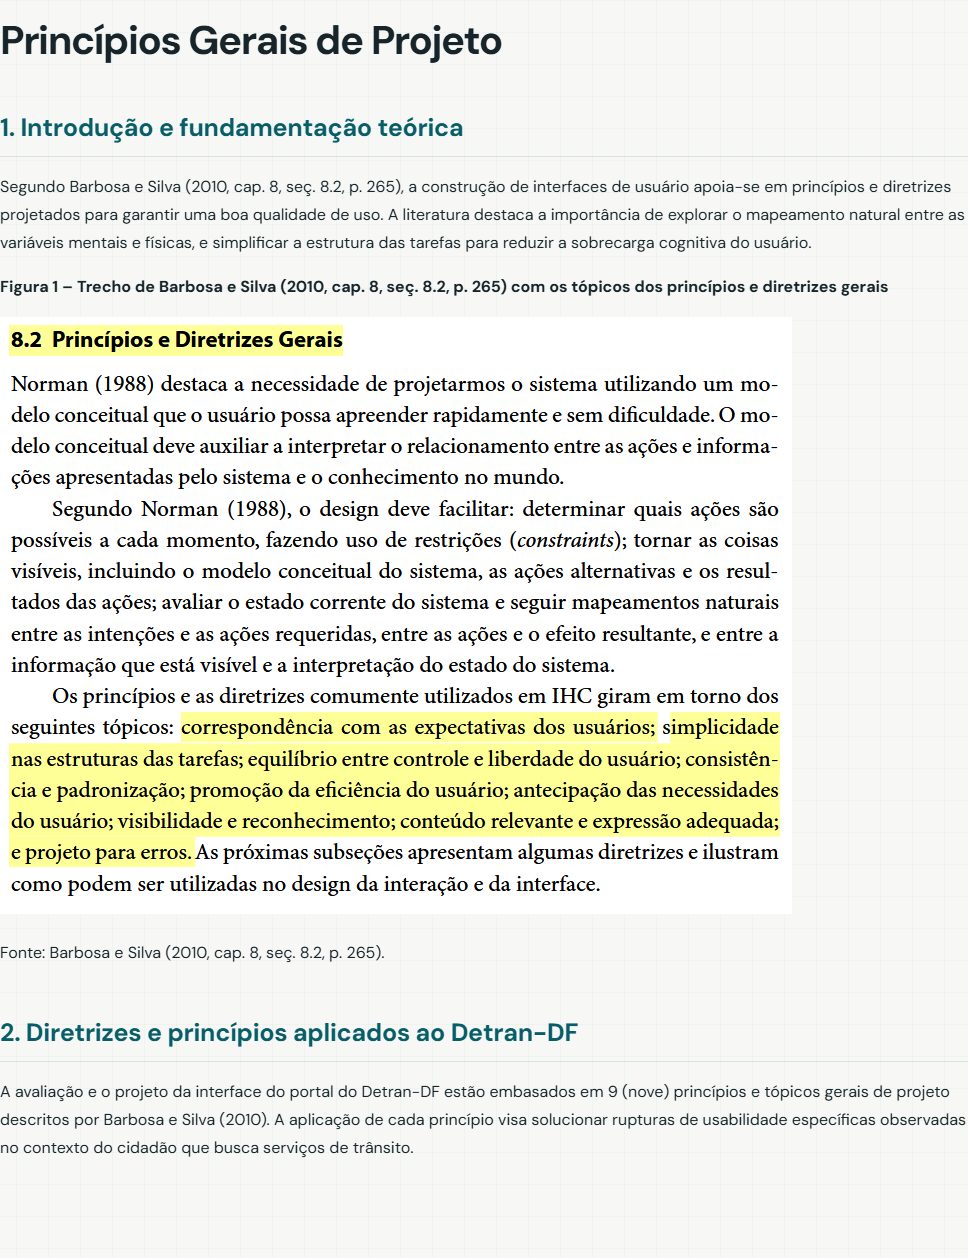 Princípios Gerais de Projeto
1. Introdução e fundamentação teórica
Segundo Barbosa e Silva (2010, cap. 8, seç. 8.2, p. 265), a construção de interfaces de usuário apoia-se em princípios e diretrizes
projetados para garantir uma boa qualidade de uso. A literatura destaca a importância de explorar o mapeamento natural entre as
variáveis mentais e físicas, e simplificar a estrutura das tarefas para reduzir a sobrecarga cognitiva do usuário.
Figura 1 – Trecho de Barbosa e Silva (2010, cap. 8, seç. 8.2, p. 265) com os tópicos dos princípios e diretrizes gerais
8.2 Princípios e Diretrizes Gerais
Norman (1988) destaca a necessidade de projetarmos o sistema utilizando um mo-
delo conceitual que o usuário possa apreender rapidamente e sem dificuldade. O mo-
delo conceitual deve auxiliar a interpretar o relacionamento entre as ações e informa-
ções apresentadas pelo sistema e o conhecimento no mundo.
Segundo Norman (1988), o design deve facilitar: determinar quais ações são
possíveis a cada momento, fazendo uso de restrições (constraints); tornar as coisas
visíveis, incluindo o modelo conceitual do sistema, as ações alternativas e os resul-
tados das ações; avaliar o estado corrente do sistema e seguir mapeamentos naturais
entre as intenções e as ações requeridas, entre as ações e o efeito resultante, e entre a
informação que está visível e a interpretação do estado do sistema.
Os princípios e as diretrizes comumente utilizados em IHC giram em torno dos
seguintes tópicos: correspondência com as expectativas dos usuários; simplicidade
nas estruturas das tarefas; equilíbrio entre controle e liberdade do usuário; consistên-
cia e padronização; promoção da eficiência do usuário; antecipação das necessidades
do usuário; visibilidade e reconhecimento; conteúdo relevante e expressão adequada;
e projeto para erros. As próximas subseções apresentam algumas diretrizes e ilustram
como podem ser utilizadas no design da interação e da interface.
Fonte: Barbosa e Silva (2010, cap. 8, seç. 8.2, p. 265).
2. Diretrizes e princípios aplicados ao Detran-DF
A avaliação e o projeto da interface do portal do Detran-DF estão embasados em 9 (nove) princípios e tópicos gerais de projeto
descritos por Barbosa e Silva (2010). A aplicação de cada princípio visa solucionar rupturas de usabilidade específicas observadas
no contexto do cidadão que busca serviços de trânsito.